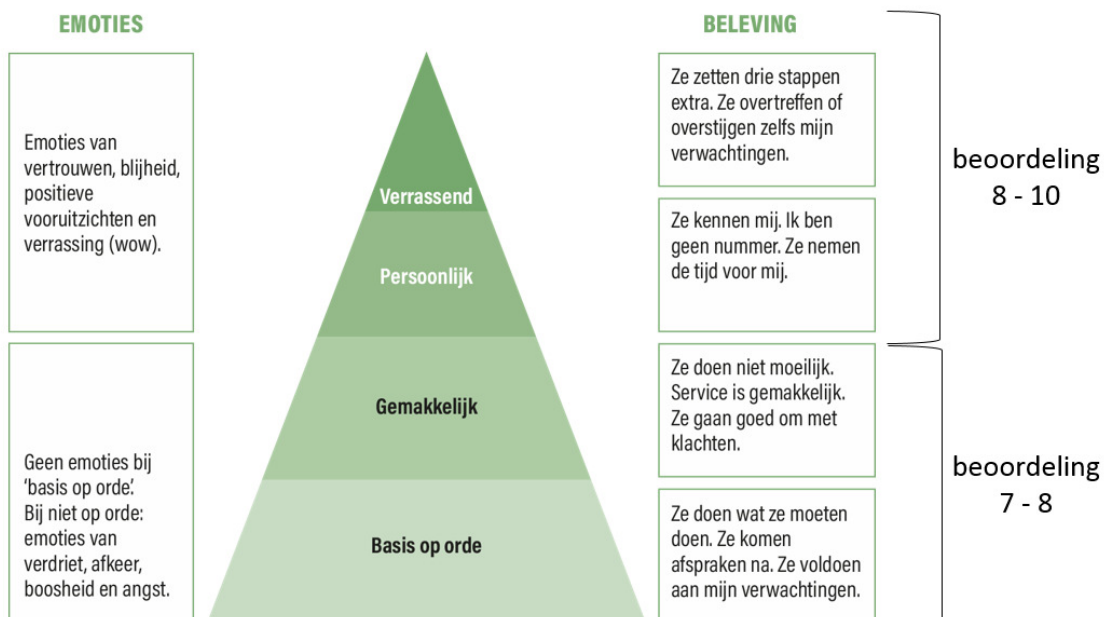 EMOTIES
Emoties van
vertrouwen, blijheid,
positieve
vooruitzichten en
verrassing (wow).
Geen emoties bij
'basis op orde'.
Bij niet op orde:
emoties van
verdriet, afkeer,
boosheid en angst.
Verrassend
Persoonlijk
Gemakkelijk
Basis op orde
BELEVING
Ze zetten drie stappen
extra. Ze overtreffen of
overstijgen zelfs mijn
verwachtingen.
Ze kennen mij. Ik ben
geen nummer. Ze nemen
de tijd voor mij.
Ze doen niet moeilijk.
Service is gemakkelijk.
Ze gaan goed om met
klachten.
Ze doen wat ze moeten
doen. Ze komen
afspraken na. Ze voldoen
aan mijn verwachtingen.
beoordeling
8 - 10
beoordeling
7 - 8